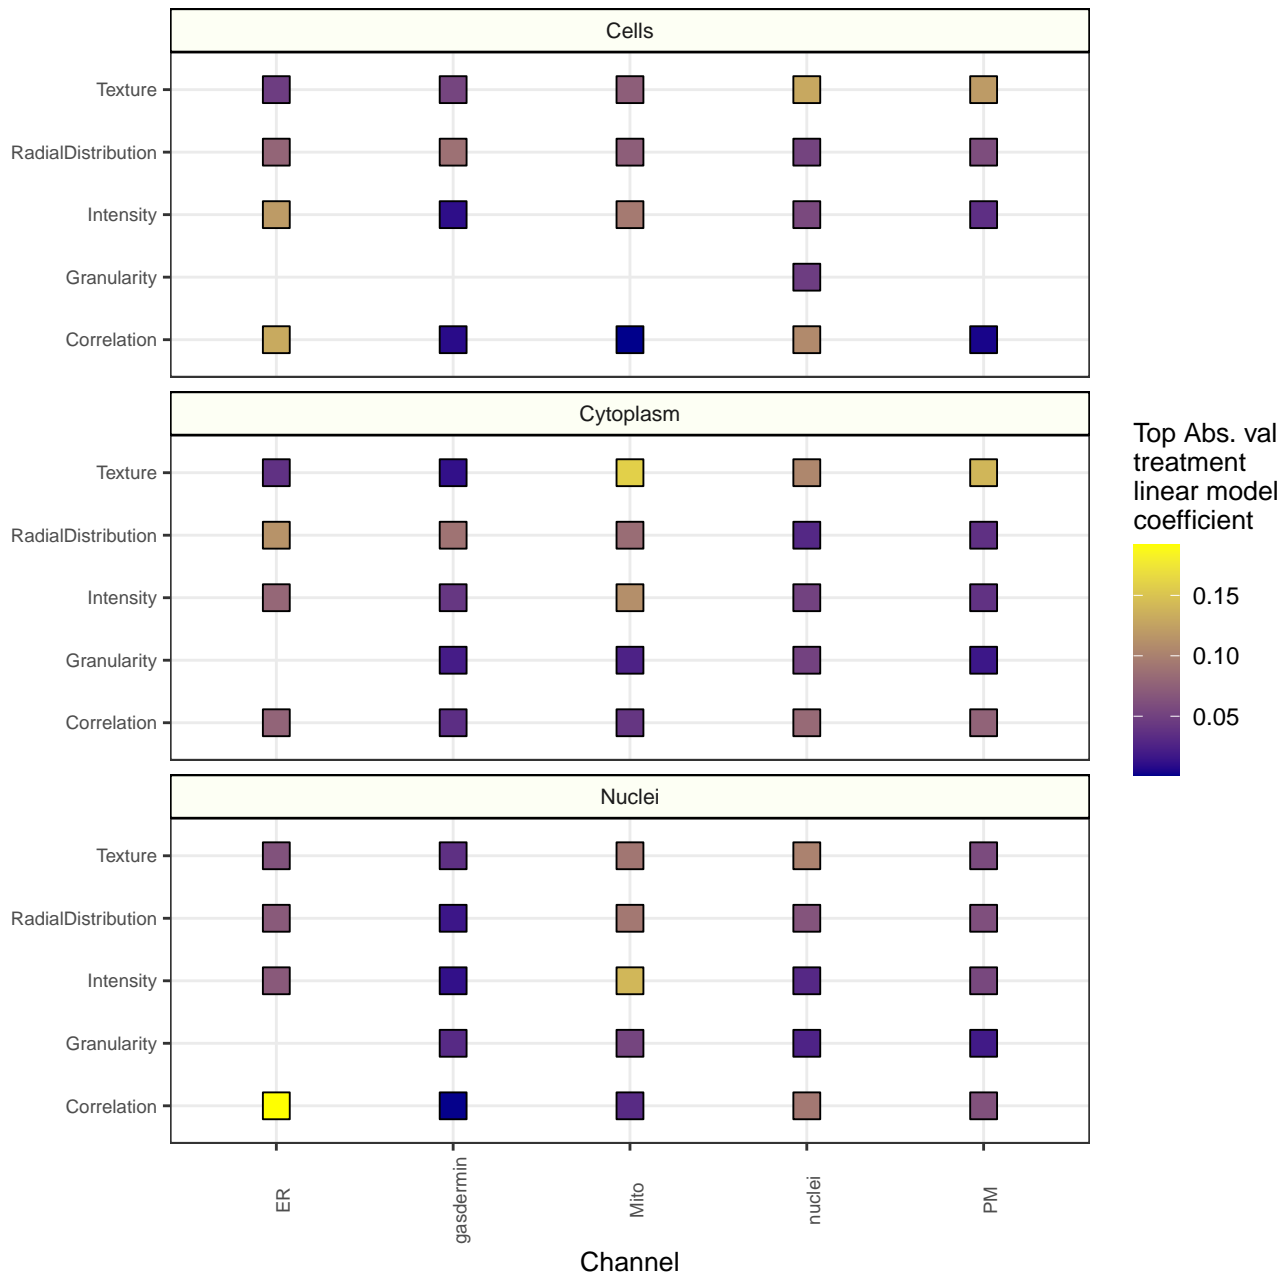 Cells
Texture
RadialDistribution
Intensity
Granularity
Correlation
Cytoplasm
Texture
RadialDistribution
Intensity
Granularity
Correlation
Nuclei
Texture
RadialDistribution
Intensity
Granularity
Correlation
ER
gasdermin
Mito
nuclei
PM
Channel
Top Abs. val
treatment
linear model
coefficient
0.15
0.10
0.05